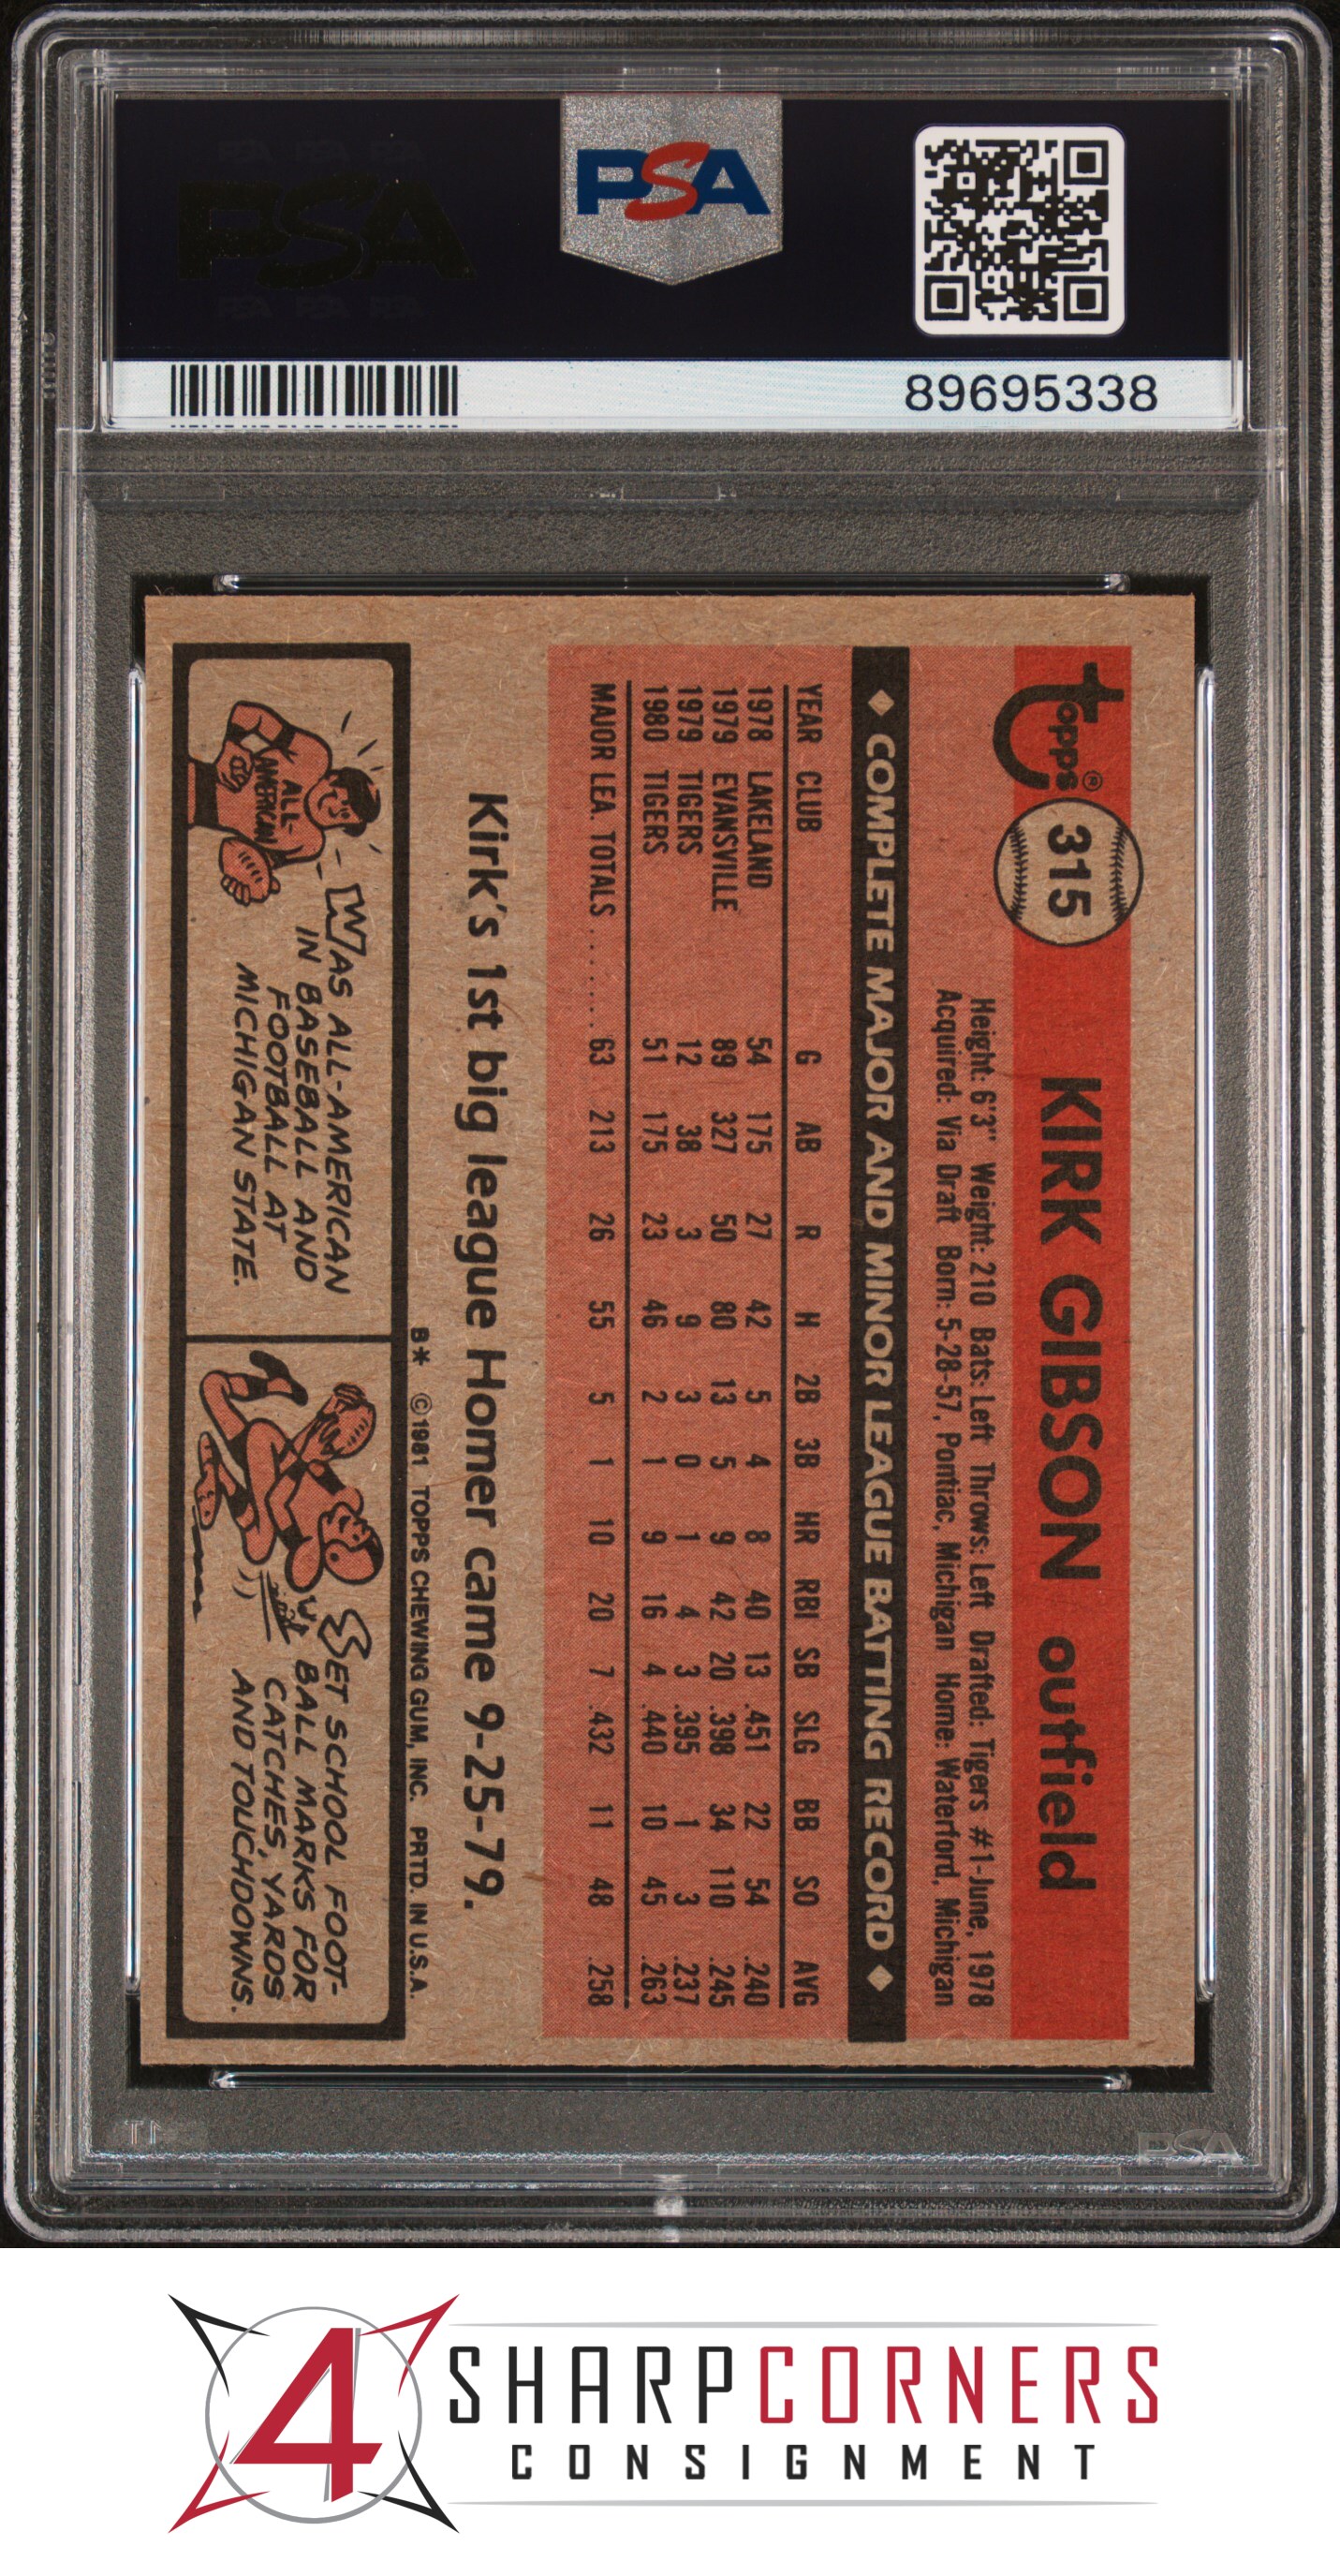 PSA PSA PSA
PSA
PSA PSA PSA
PSA
89695338
topps®
315
KIRK GIBSON outfield
Height: 6'3" Weight: 210 Bats: Left Throws: Left Drafted: Tigers #1-June, 1978
Acquired: Via Draft Born: 5-28-57, Pontiac, Michigan Home: Waterford, Michigan
COMPLETE MAJOR AND MINOR LEAGUE BATTING RECORD
YEAR CLUB G AB R H 2B 3B HR RBI SB SLG BB SO AVG
1978 LAKELAND 54 175 27 42 5 4 8 40 13 .451 22 54 .240
1979 EVANSVILLE 89 327 50 80 13 5 9 42 20 .398 34 110 .245
1979 TIGERS 12 38 3 9 3 0 1 4 3 .395 1 3 .237
1980 TIGERS 51 175 23 46 2 1 9 16 4 .440 10 45 .263
MAJOR LEA. TOTALS ...... 63 213 26 55 5 1 10 20 7 .432 11 48 .258
Kirk's 1st big league Homer came 9-25-79.
B* ©1981 TOPPS CHEWING GUM, INC. PRTD. IN U.S.A.
ALL-
AMERICAN
WAS ALL-AMERICAN
IN BASEBALL AND
FOOTBALL AT
MICHIGAN STATE.
SET SCHOOL FOOT-
BALL MARKS FOR
CATCHES, YARDS
AND TOUCHDOWNS.
PSA
4
SHARPCORNERS
CONSIGNMENT